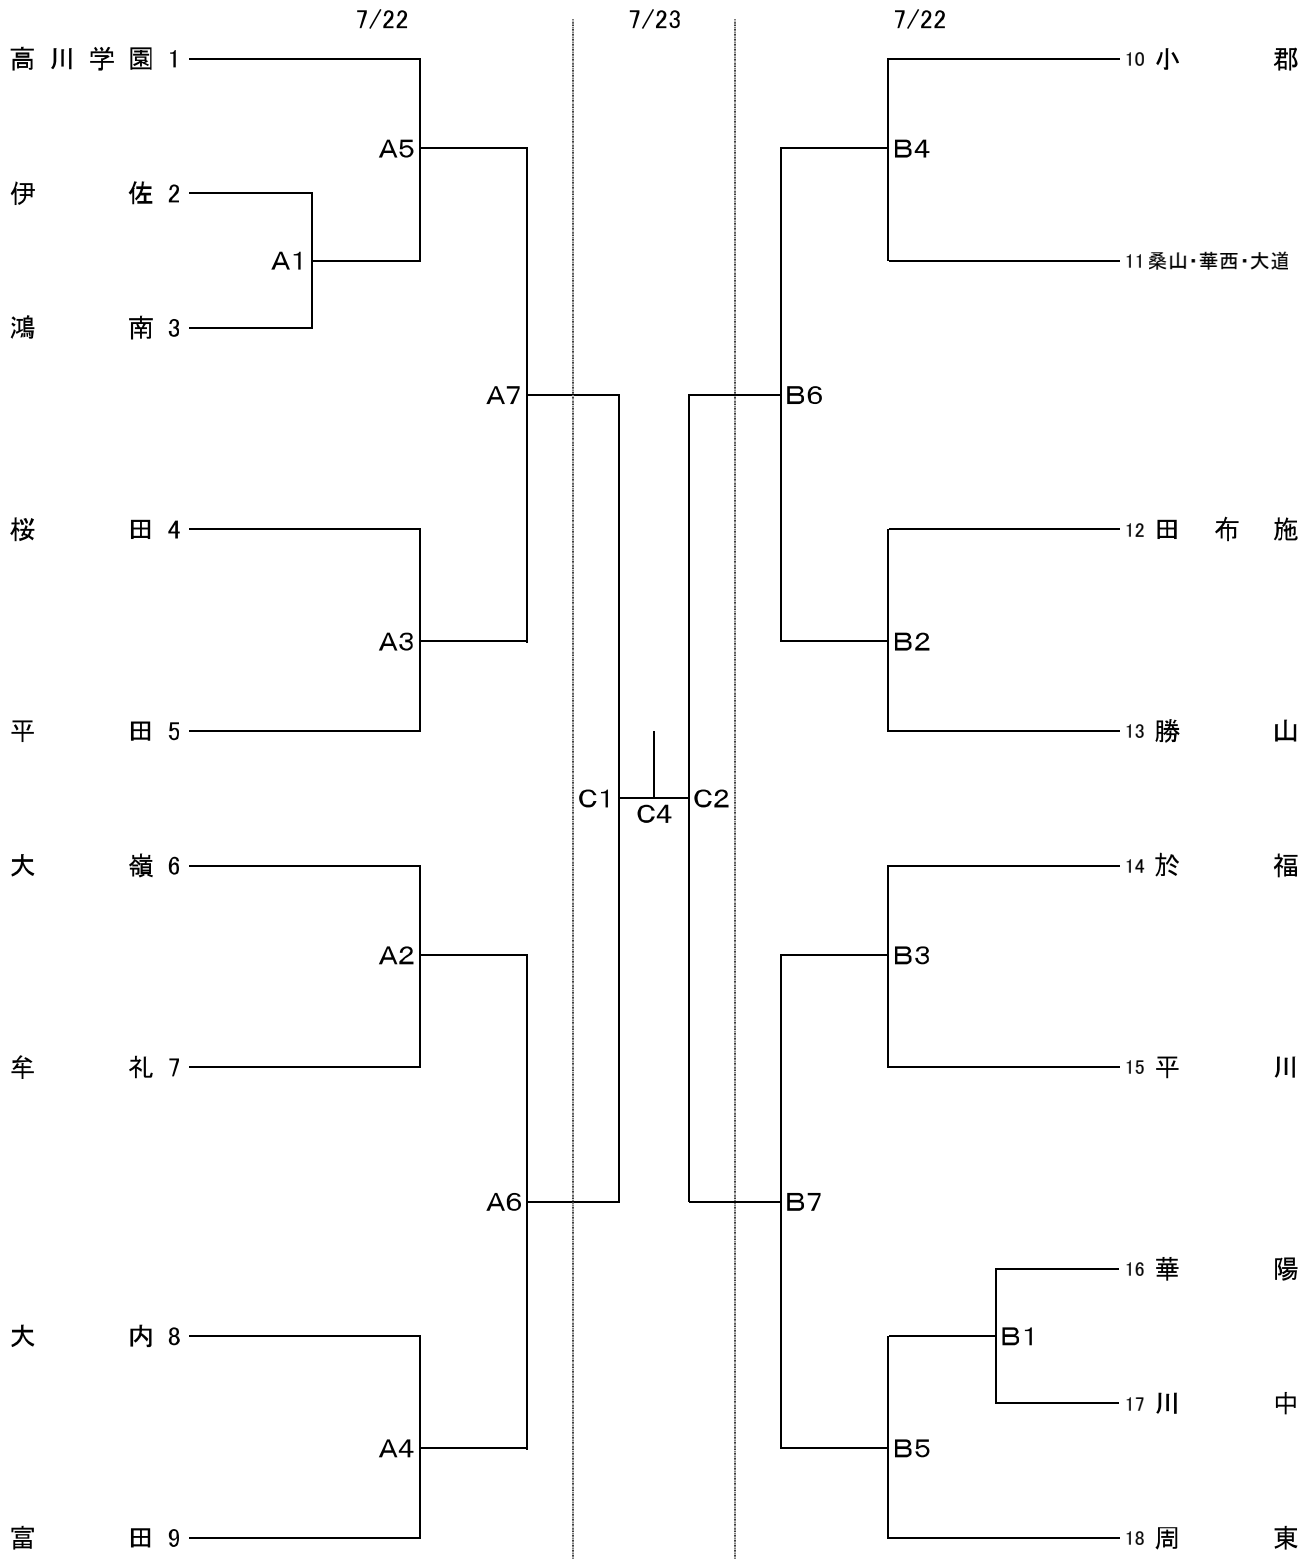 7/22 7/23 7/22
高川学園 1
A5
伊佐 2
A1
鴻南 3
A7
桜田 4
A3
平田 5
C1
C4
C2
大嶺 6
A2
牟礼 7
A6
大内 8
A4
富田 9
10 小郡
B4
11 桑山・華西・大道
B6
12 田布施
B2
13 勝山
14 於福
B3
15 平川
B7
16 華陽
B1
17 川中
B5
18 周東